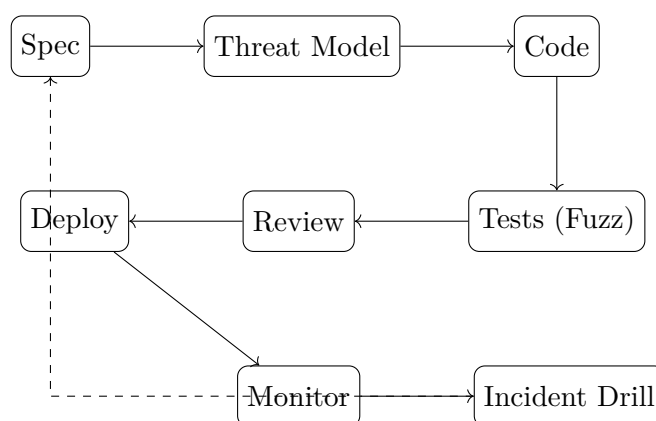 Spec
Threat Model
Code
Deploy
Review
Tests (Fuzz)
Monitor
Incident Drill